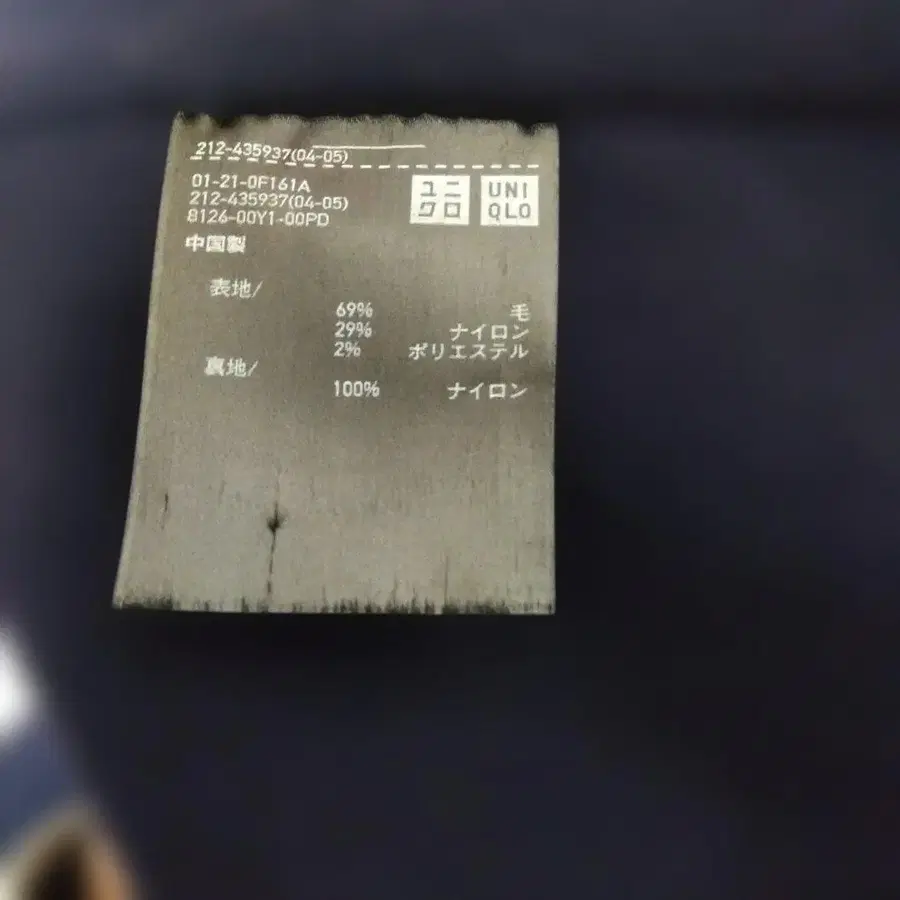 212-435937(04-05)
01-21-0F161A
212-435937(04-05)
8126-00Y1-00PD
ユニ
クロ
UNI
QLO
中国製
表地/
69% 毛
29% ナイロン
2% ポリエステル
裏地/
100% ナイロン